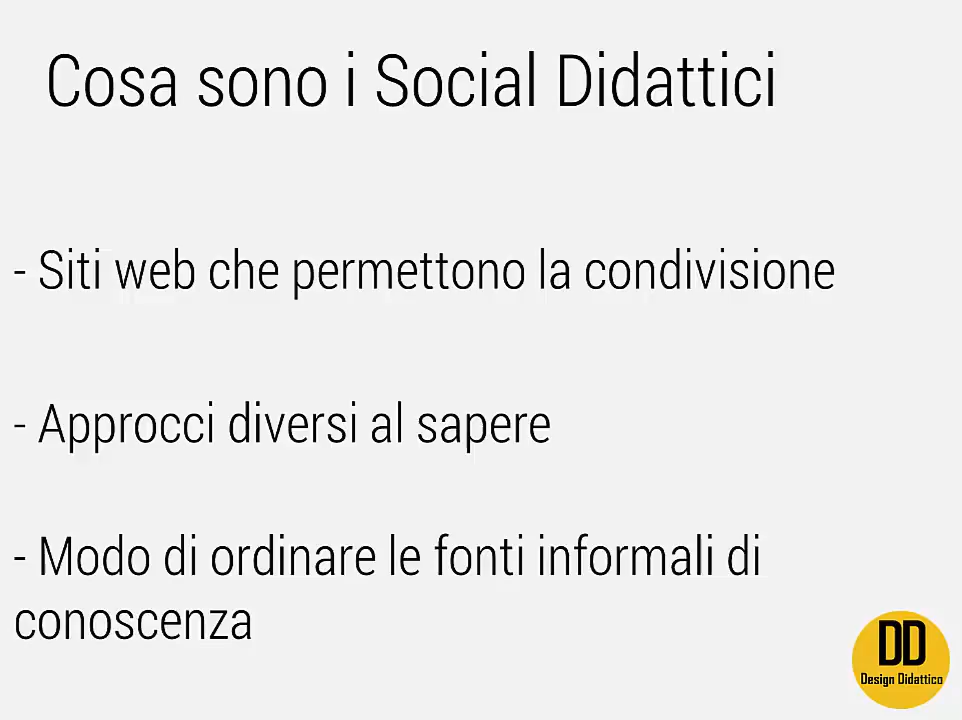 Cosa sono i Social Didattici
- Siti web che permettono la condivisione
- Approcci diversi al sapere
- Modo di ordinare le fonti informali di
conoscenza
DD
Design Didattico